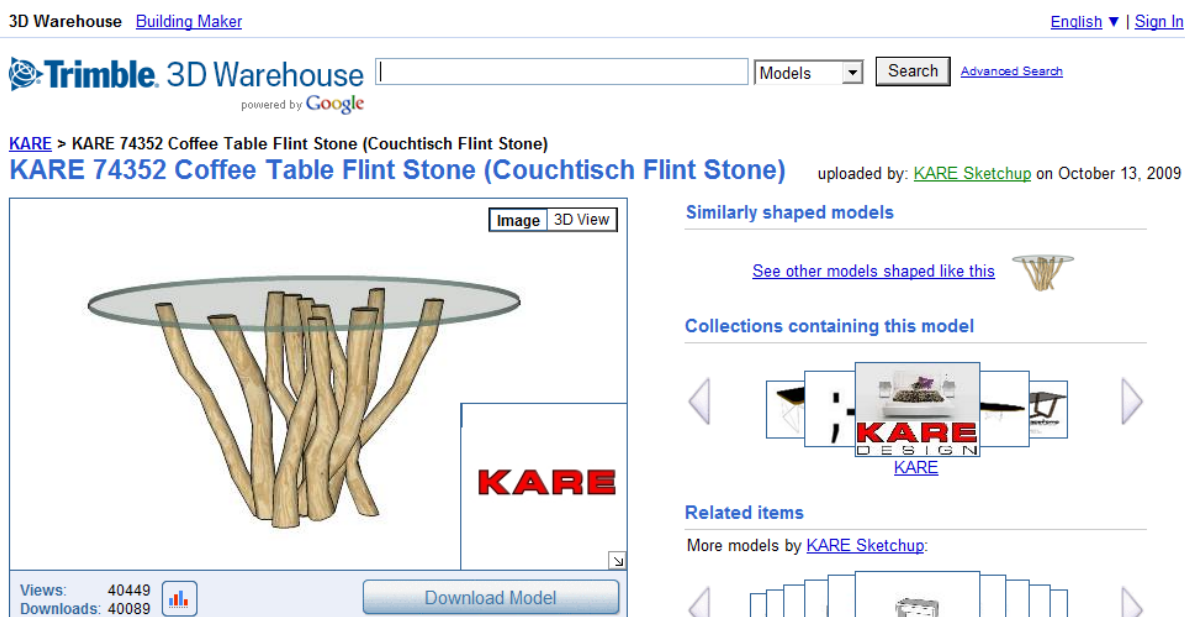 3D Warehouse Building Maker English ▼ | Sign In
Trimble. 3D Warehouse Models Search Advanced Search
powered by Google
KARE > KARE 74352 Coffee Table Flint Stone (Couchtisch Flint Stone)
KARE 74352 Coffee Table Flint Stone (Couchtisch Flint Stone) uploaded by: KARE Sketchup on October 13, 2009
Image 3D View
KARE
Views: 40449
Downloads: 40089
Download Model
Similarly shaped models
See other models shaped like this
Collections containing this model
KARE
DESIGN
KARE
Related items
More models by KARE Sketchup: